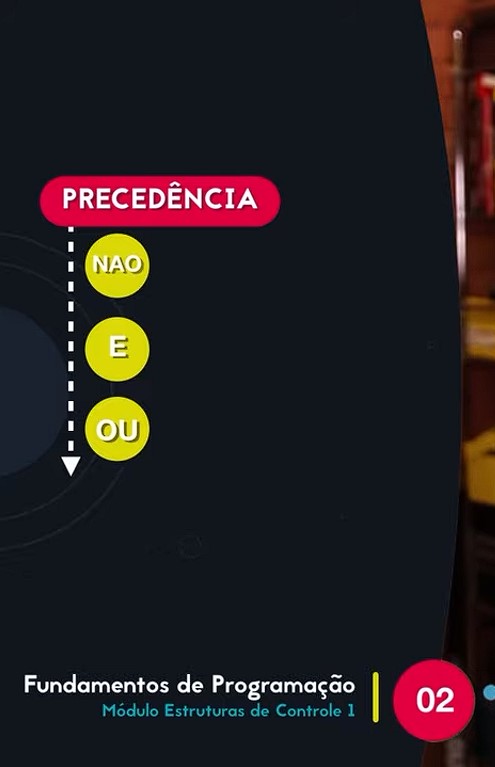 PRECEDÊNCIA
NAO
E
OU
Fundamentos de Programação
Módulo Estruturas de Controle 1
02